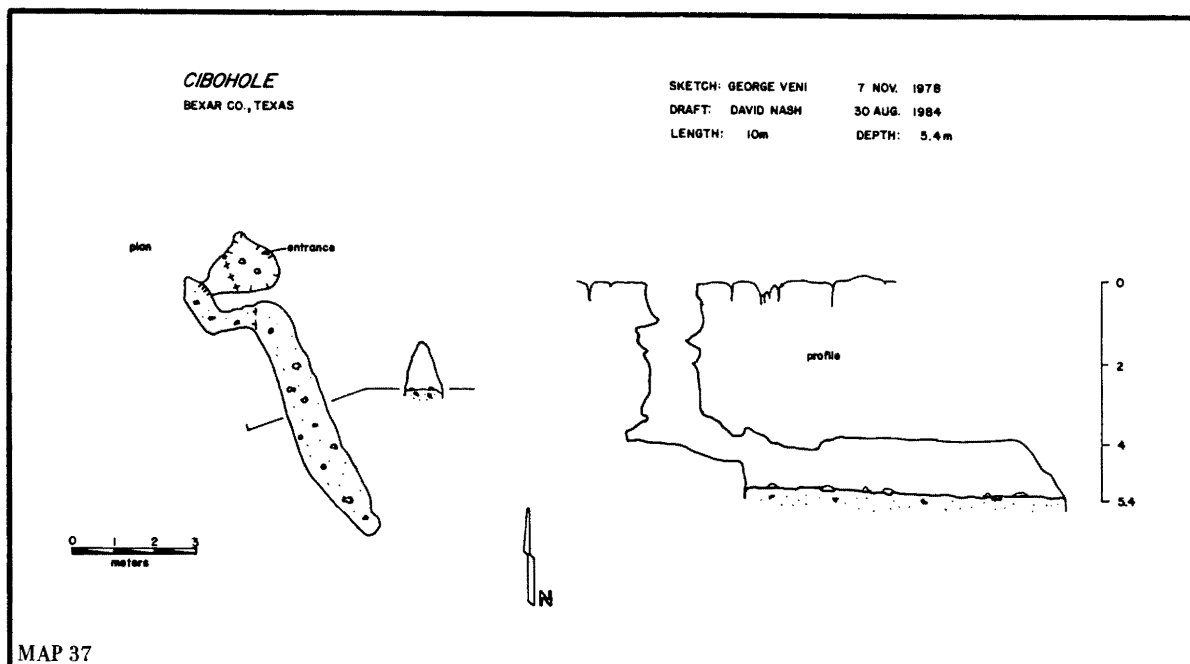 CIBOHOLE
BEXAR CO., TEXAS
SKETCH: GEORGE VENI 7 NOV. 1978
DRAFT: DAVID NASH 30 AUG. 1984
LENGTH: 10m DEPTH: 5.4m
plan
entrance
profile
0
2
4
5.4
0 1 2 3
meters
N
MAP 37